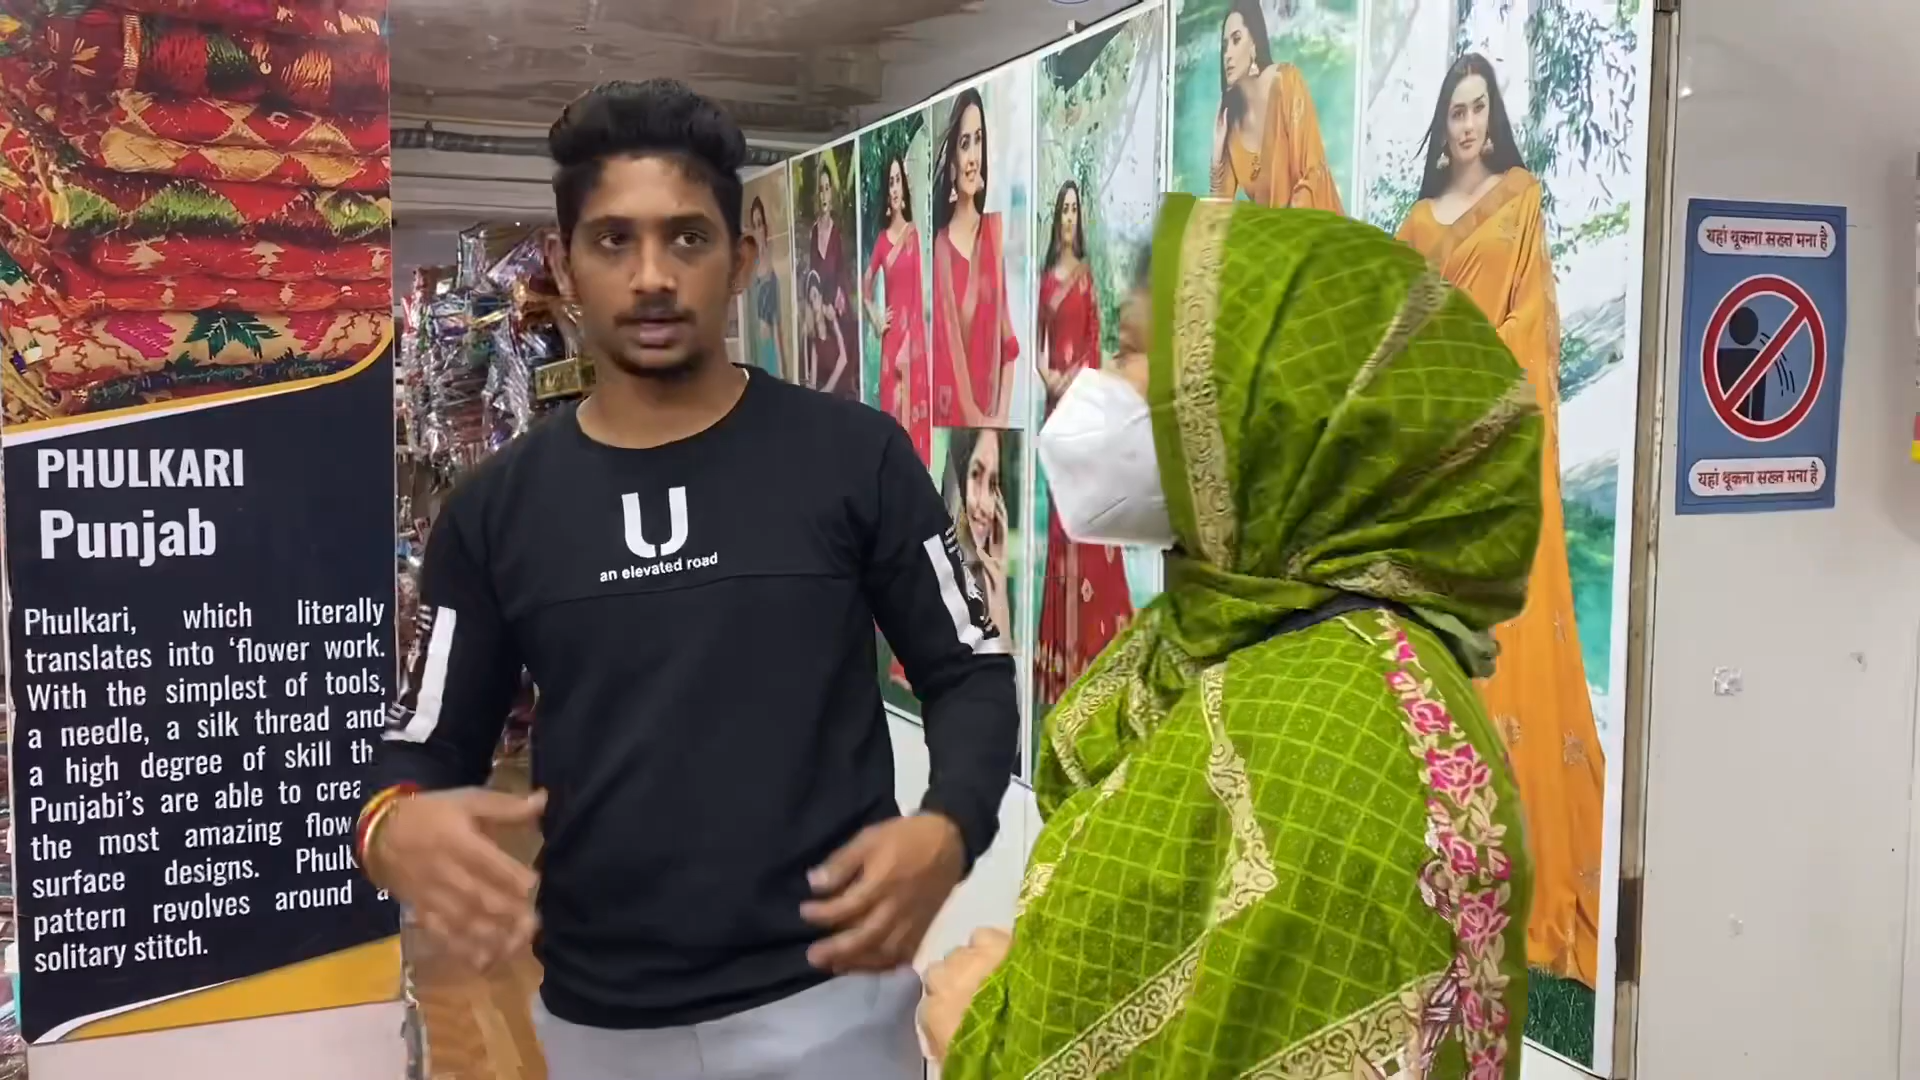 PHULKARI
Punjab
Phulkari, which literally
translates into ‘flower work.
With the simplest of tools,
a needle, a silk thread and
a high degree of skill th
Punjabi’s are able to crea
the most amazing flow
surface designs. Phulk
pattern revolves around a
solitary stitch.
U
an elevated road
यहां थूकना सख्त मना है
यहां थूकना सख्त मना है